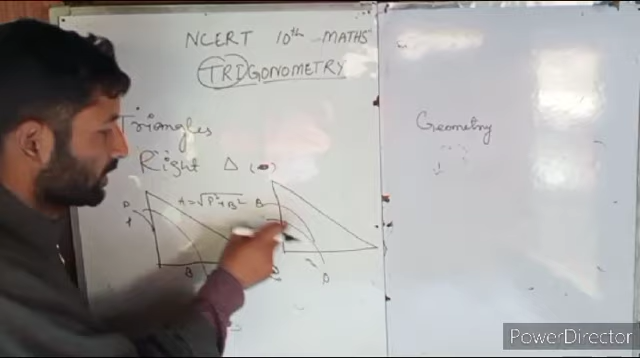 NCERT 10th MATHS
TRIGONOMETRY
Geometry
Triangles
Right Δ
H=√P²+B²
P
B
B
P
PowerDirector